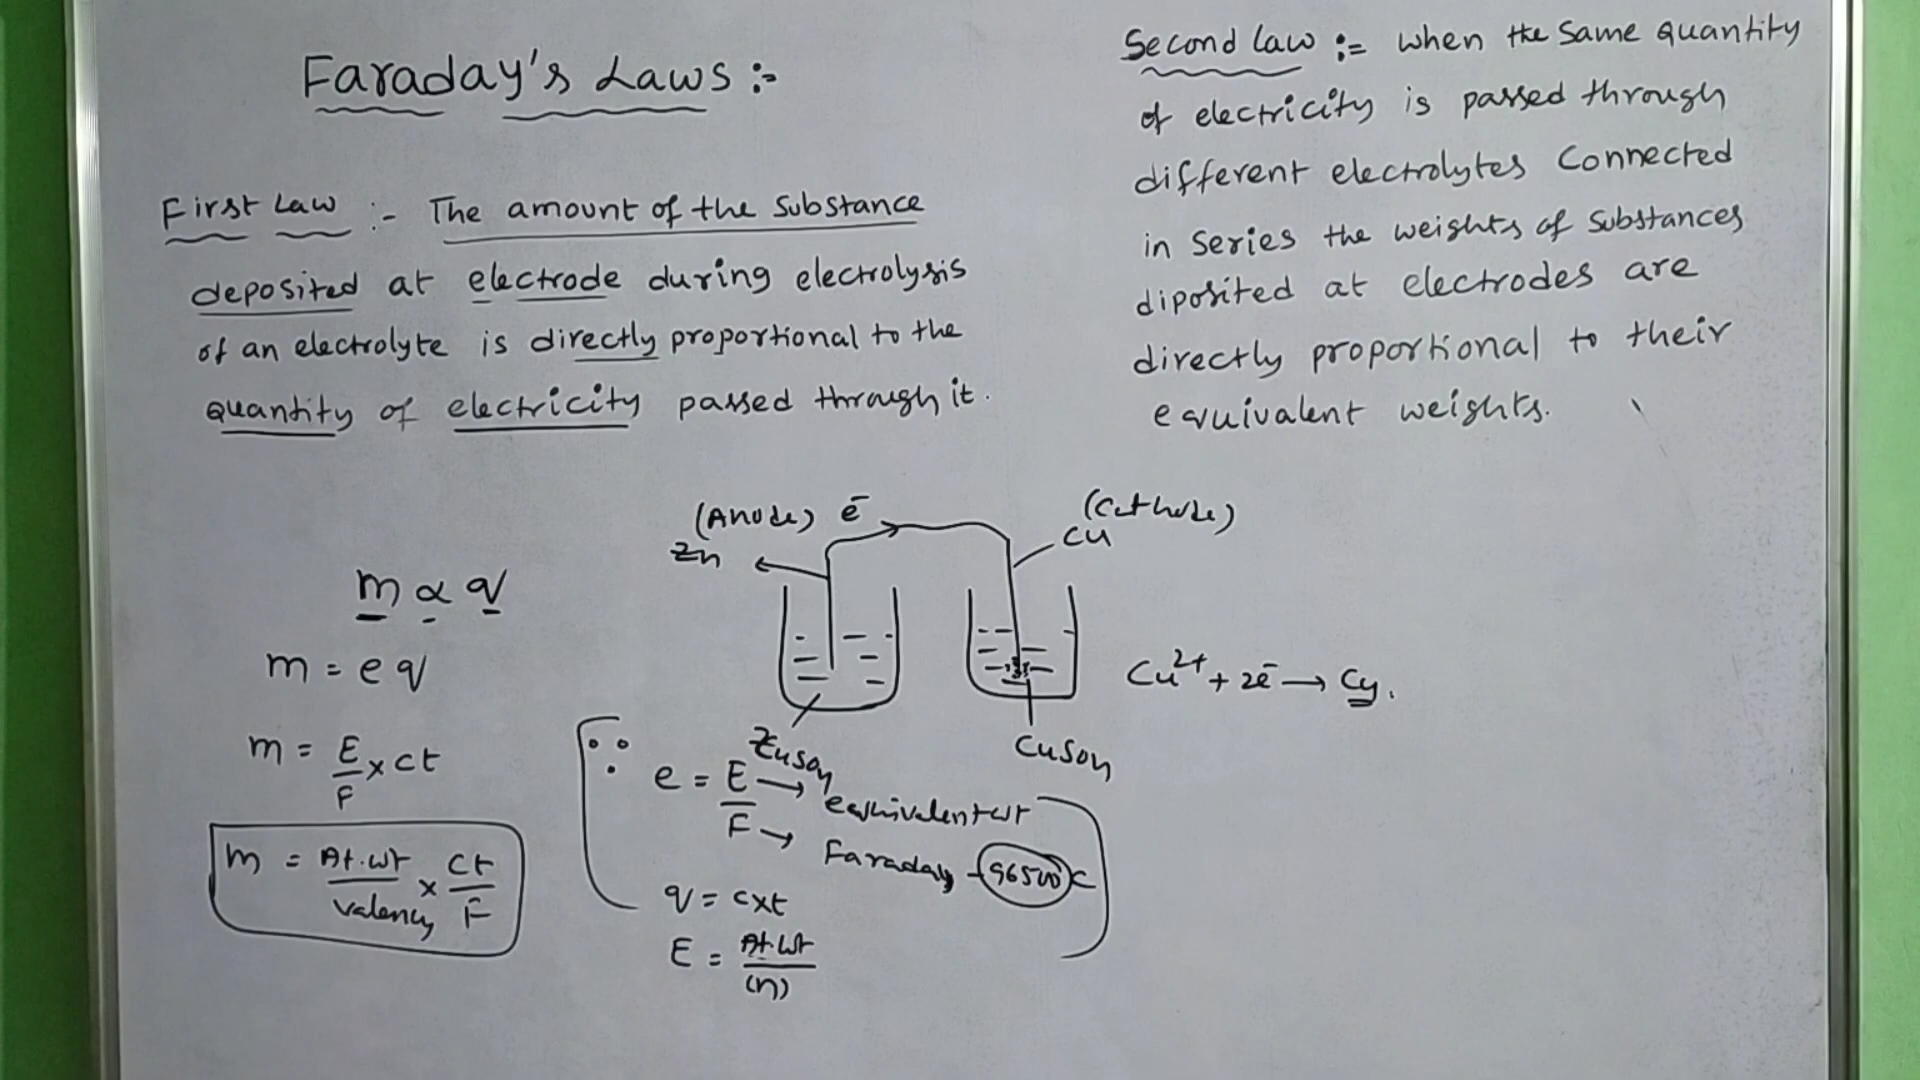 Faraday's Laws :-
First Law :- The amount of the Substance
deposited at electrode during electrolysis
of an electrolyte is directly proportional to the
quantity of electricity passed through it.
Second Law := when the Same quantity
of electricity is passed through
different electrolytes Connected
in Series the weights of Substances
diposited at electrodes are
directly proportional to their
equivalent weights.
m ∝ q
m = e q
m = E/F × ct
m = At.wt/valency × Ct/F
(Anode) e⁻
Zn
(Cathode)
Cu
ZnSO4
CuSO4
Cu²⁺ + 2e⁻ → Cu.
e = E/F
E → equivalent wt
F → Faraday - 96500 C
q = c×t
E = At.wt/(n)